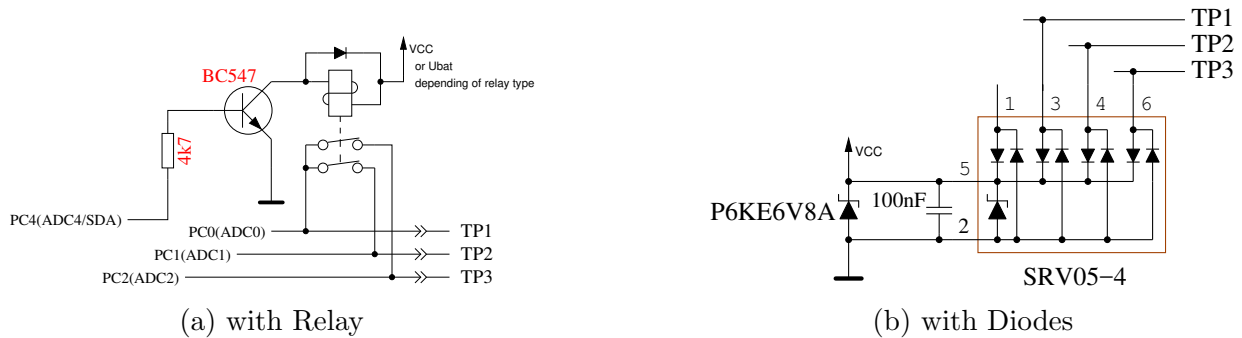 BC547
VCC
or Ubat
depending of relay type
4k7
PC4(ADC4/SDA)
PC0(ADC0)
TP1
PC1(ADC1)
TP2
PC2(ADC2)
TP3
(a) with Relay
TP1
TP2
TP3
1 3 4 6
VCC
5
P6KE6V8A
100nF
2
SRV05−4
(b) with Diodes